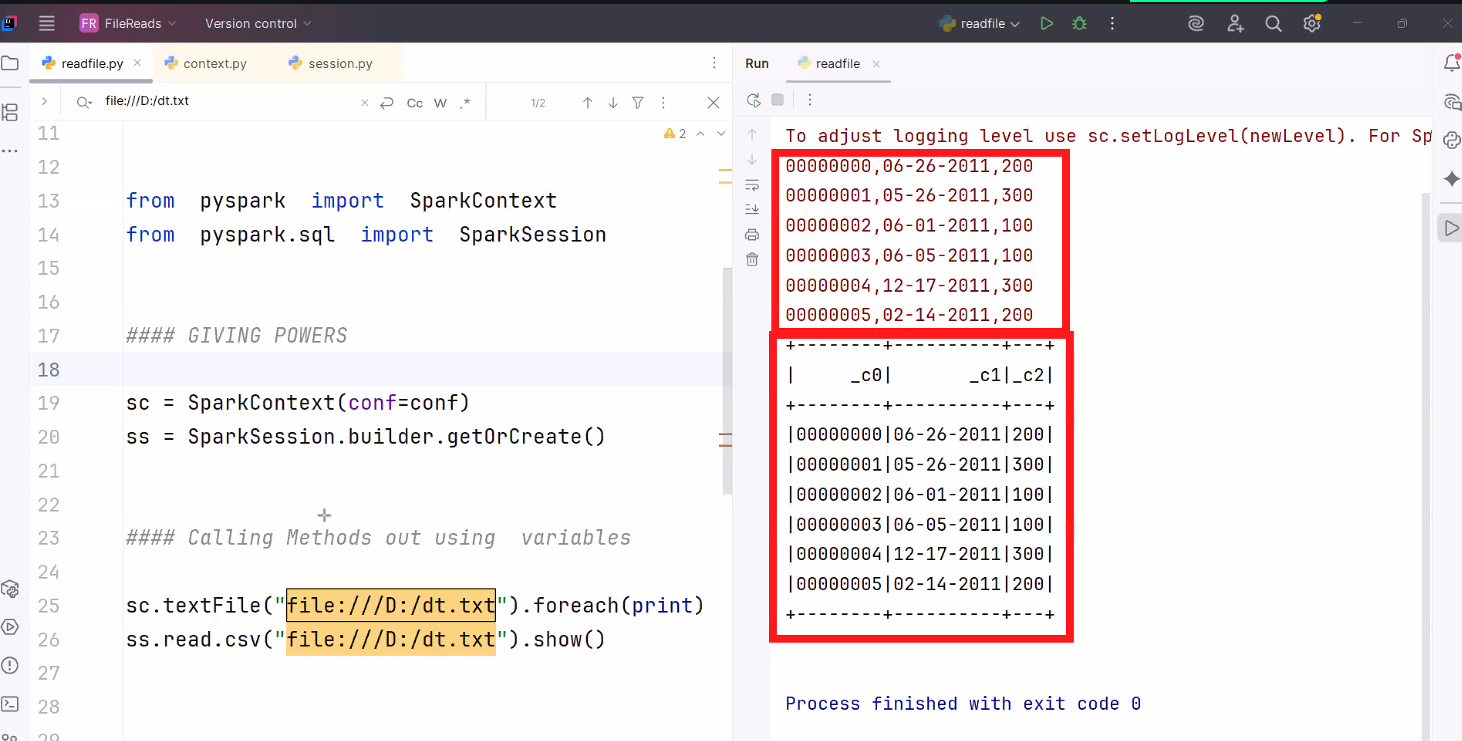 FR FileReads Version control readfile
readfile.py context.py session.py
file:///D:/dt.txt Cc W .* 1/2
2
11
12
13 from pyspark import SparkContext
14 from pyspark.sql import SparkSession
15
16
17 #### GIVING POWERS
18
19 sc = SparkContext(conf=conf)
20 ss = SparkSession.builder.getOrCreate()
21
22
23 #### Calling Methods out using variables
24
25 sc.textFile("file:///D:/dt.txt").foreach(print)
26 ss.read.csv("file:///D:/dt.txt").show()
27
28
29
Run readfile
To adjust logging level use sc.setLogLevel(newLevel). For Sp
00000000,06-26-2011,200
00000001,05-26-2011,300
00000002,06-01-2011,100
00000003,06-05-2011,100
00000004,12-17-2011,300
00000005,02-14-2011,200
+--------+----------+---+
|     _c0|       _c1|_c2|
+--------+----------+---+
|00000000|06-26-2011|200|
|00000001|05-26-2011|300|
|00000002|06-01-2011|100|
|00000003|06-05-2011|100|
|00000004|12-17-2011|300|
|00000005|02-14-2011|200|
+--------+----------+---+
Process finished with exit code 0